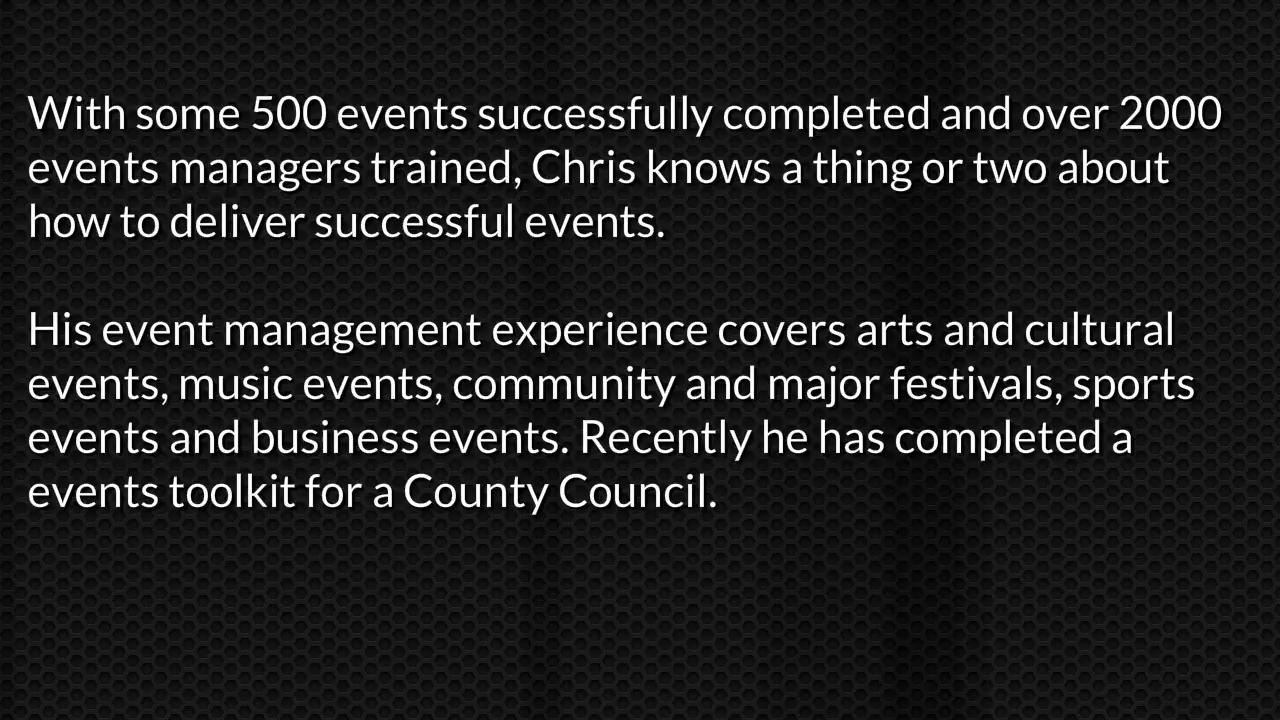 With some 500 events successfully completed and over 2000
events managers trained, Chris knows a thing or two about
how to deliver successful events.
His event management experience covers arts and cultural
events, music events, community and major festivals, sports
events and business events. Recently he has completed a
events toolkit for a County Council.